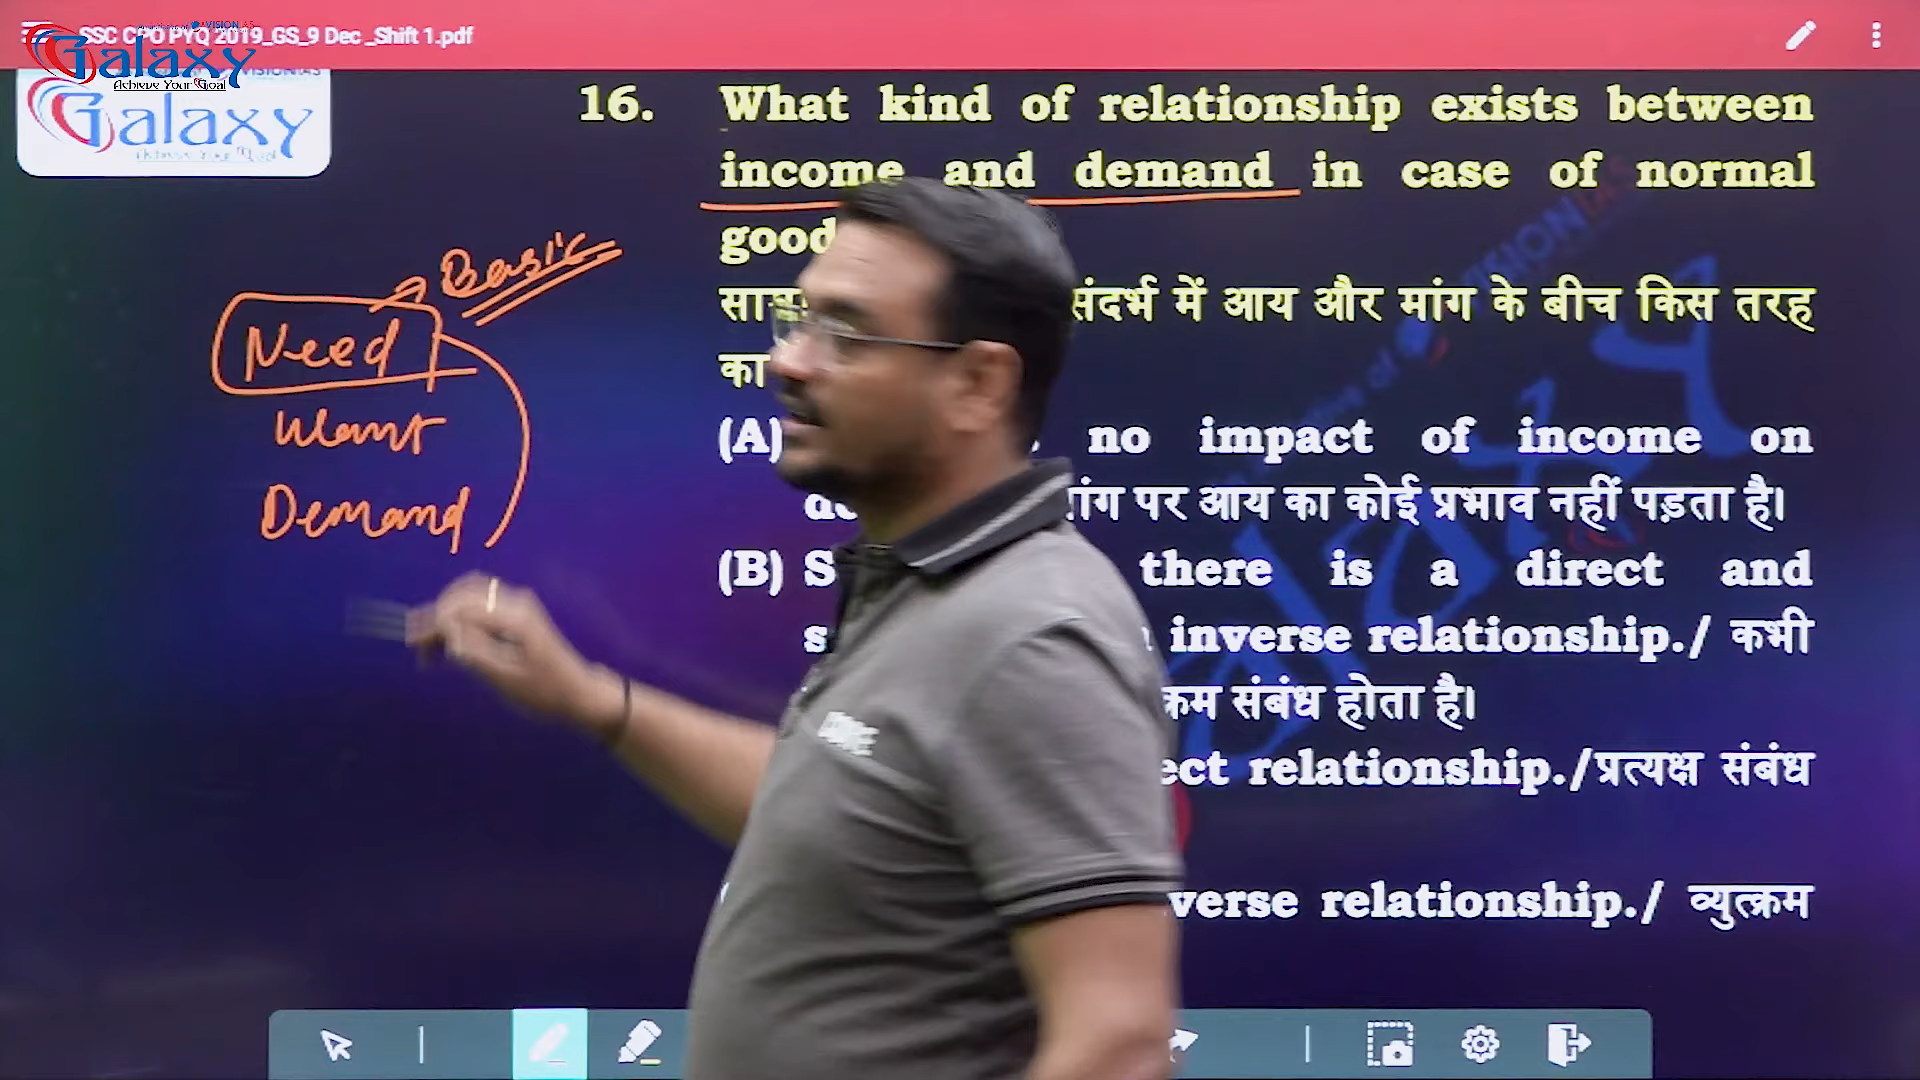 SSC CPO PYQ 2019_GS_9 Dec _Shift 1.pdf
Galaxy
Achieve Your Goal
VISION IAS
Galaxy
16. What kind of relationship exists between
income and demand in case of normal
good
संदर्भ में आय और मांग के बीच किस तरह
का
(A) no impact of income on
मांग पर आय का कोई प्रभाव नहीं पड़ता है।
(B) there is a direct and
inverse relationship./ कभी
संबंध होता है।
relationship./प्रत्यक्ष संबंध
relationship./ व्युत्क्रम
Basic
Need
Want
Demand